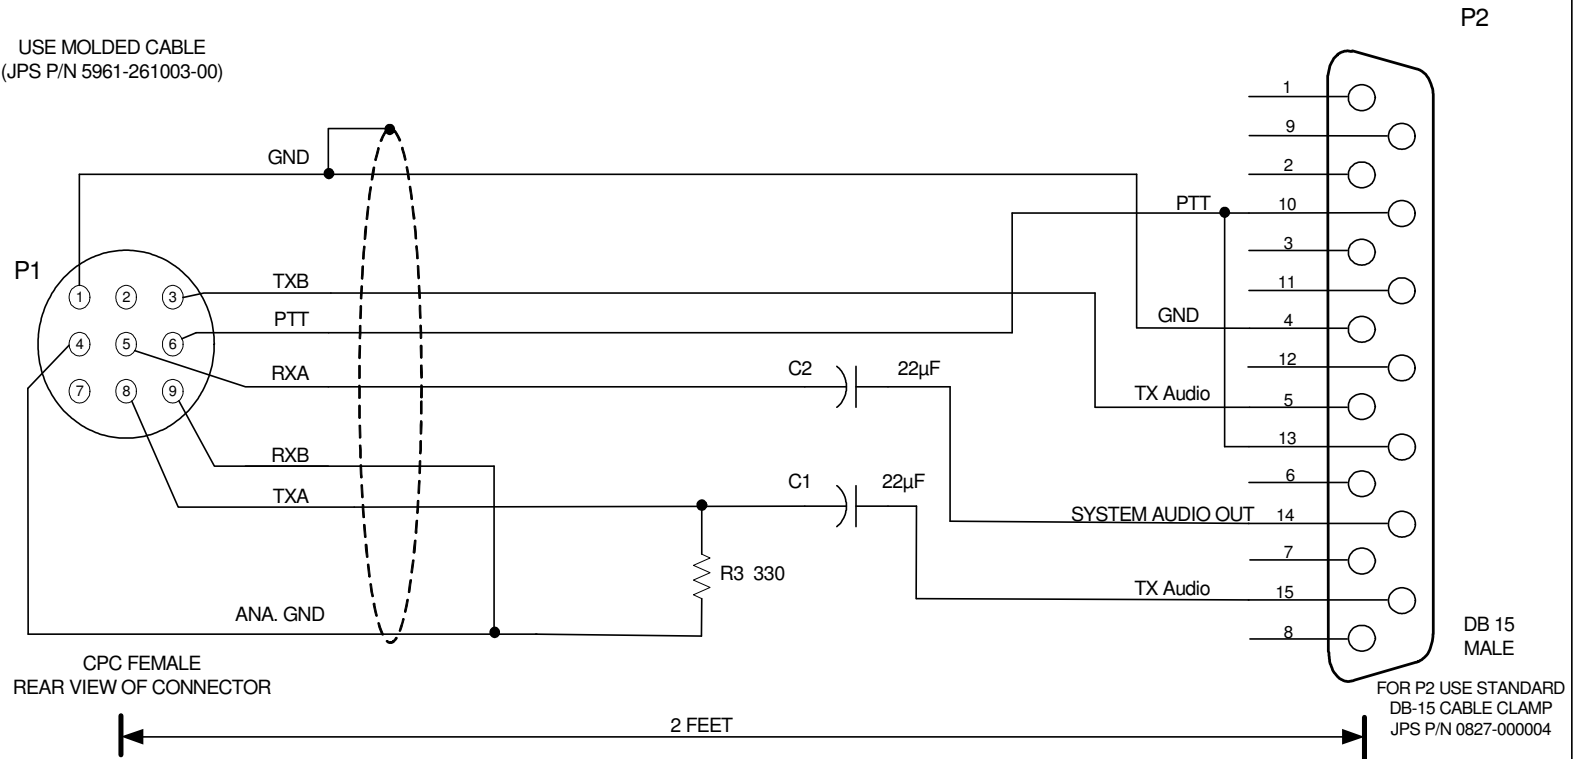 P2
USE MOLDED CABLE
(JPS P/N 5961-261003-00)
1
9
GND
2
PTT
10
3
P1
TXB
11
1
2
3
PTT
GND
4
4
5
6
12
RXA
C2
22µF
TX Audio
5
7
8
9
13
RXB
6
TXA
C1
22µF
SYSTEM AUDIO OUT
14
7
R3 330
TX Audio
15
ANA. GND
8
DB 15
MALE
CPC FEMALE
REAR VIEW OF CONNECTOR
FOR P2 USE STANDARD
DB-15 CABLE CLAMP
JPS P/N 0827-000004
2 FEET